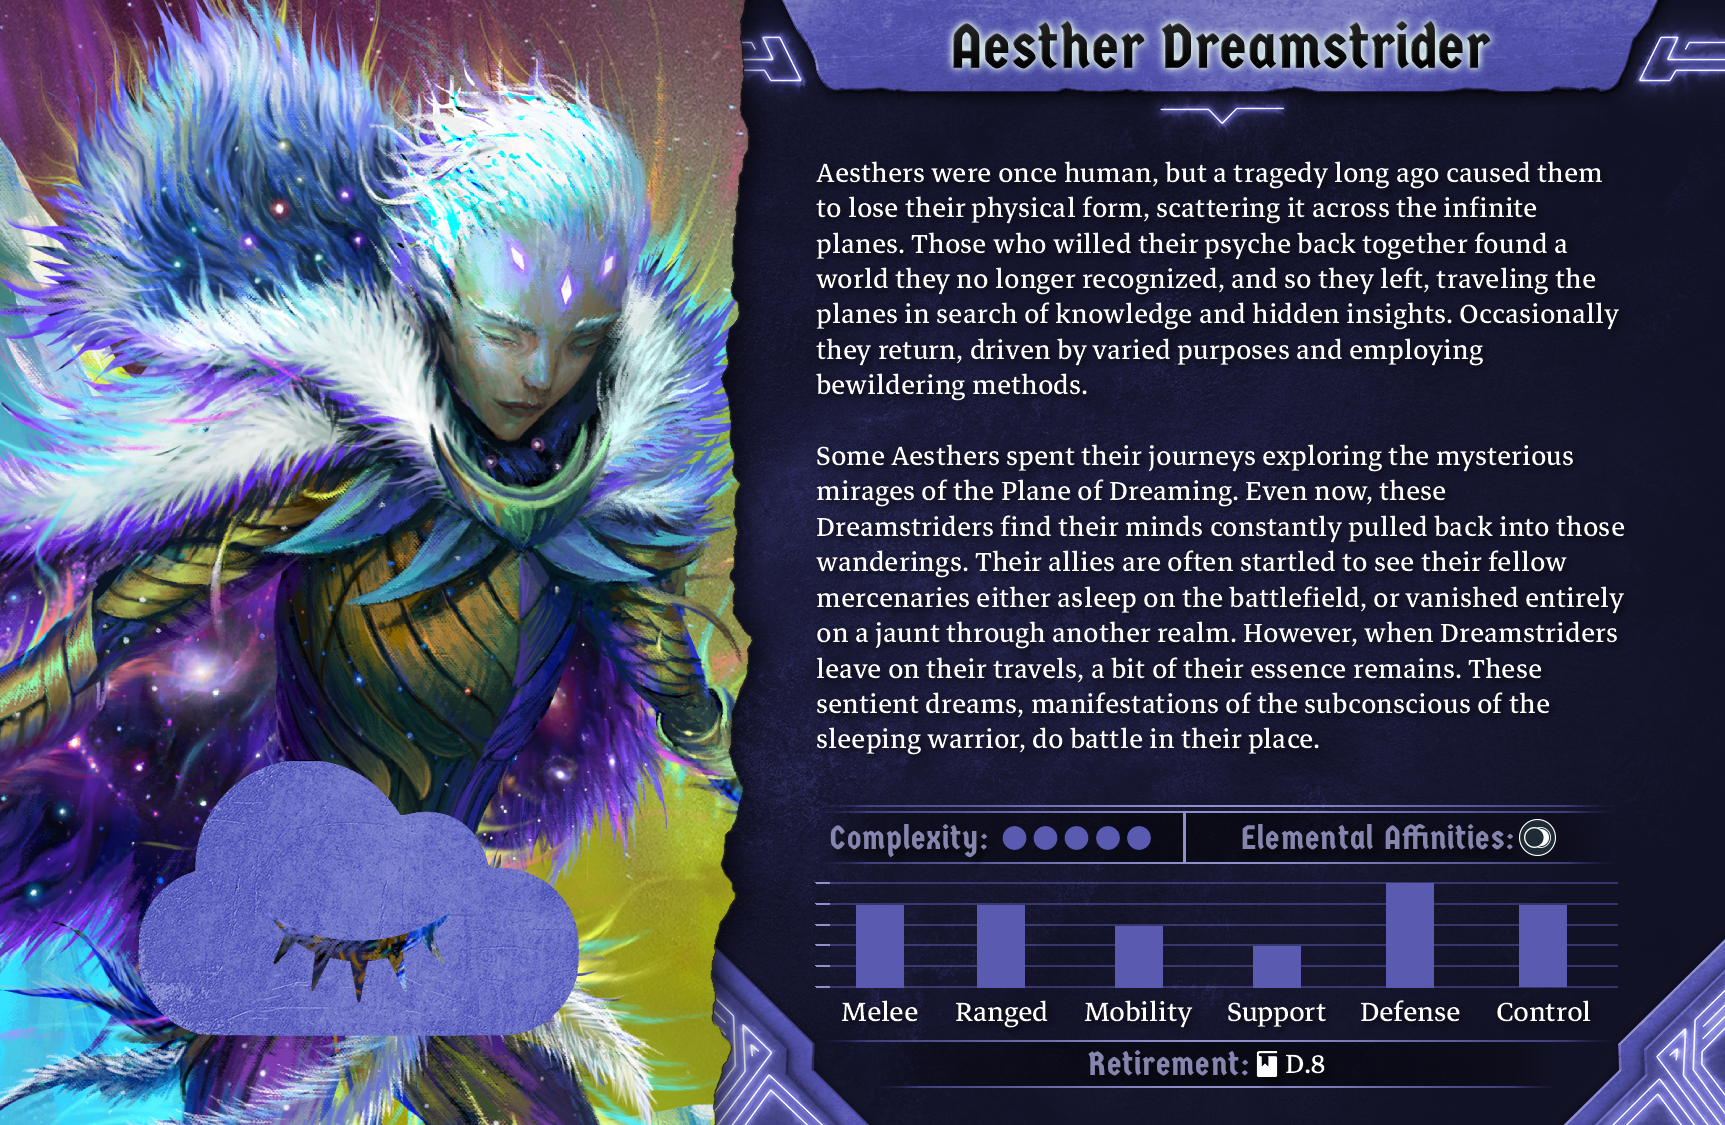 Aesther Dreamstrider
Aesthers were once human, but a tragedy long ago caused them
to lose their physical form, scattering it across the infinite
planes. Those who willed their psyche back together found a
world they no longer recognized, and so they left, traveling the
planes in search of knowledge and hidden insights. Occasionally
they return, driven by varied purposes and employing
bewildering methods.
Some Aesthers spent their journeys exploring the mysterious
mirages of the Plane of Dreaming. Even now, these
Dreamstriders find their minds constantly pulled back into those
wanderings. Their allies are often startled to see their fellow
mercenaries either asleep on the battlefield, or vanished entirely
on a jaunt through another realm. However, when Dreamstriders
leave on their travels, a bit of their essence remains. These
sentient dreams, manifestations of the subconscious of the
sleeping warrior, do battle in their place.
Complexity: Elemental Affinities:
Melee Ranged Mobility Support Defense Control
Retirement: D.8